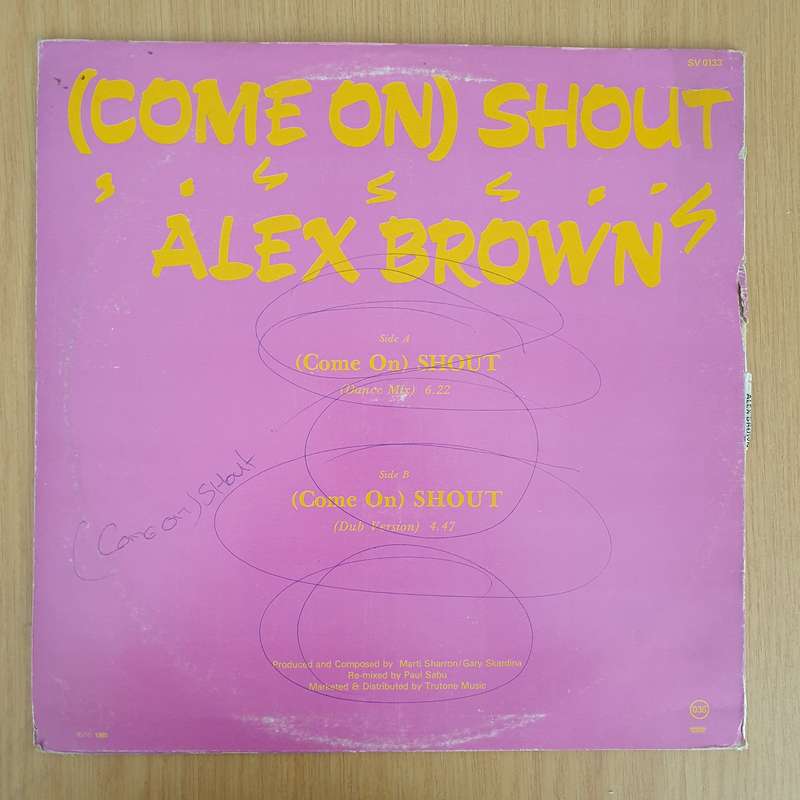 SV 0133
(COME ON) SHOUT
ALEX BROWN
Side A
(Come On) SHOUT
(Dance Mix) 6.22
Side B
(Come On) SHOUT
(Dub Version) 4.47
(Come on) SHout
Produced and Composed by Marti Sharron/Gary Skardina
Re-mixed by Paul Sabu
Marketed & Distributed by Trutone Music
035
ALEX BROWN